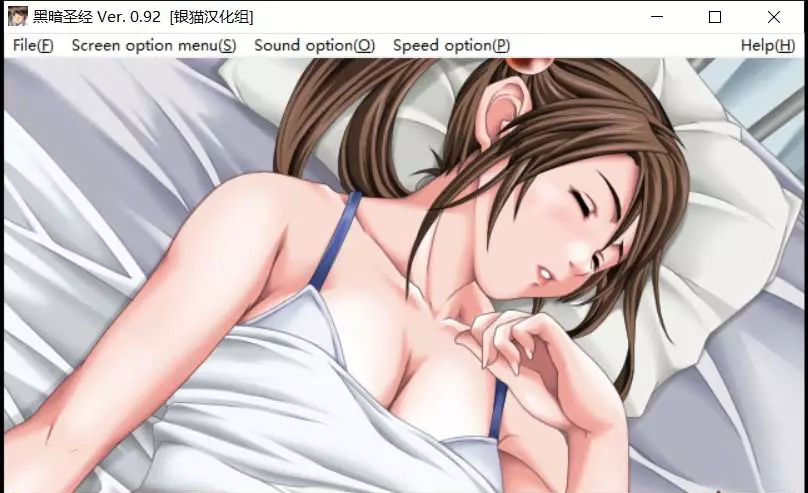 黑暗圣经 Ver. 0.92 [银猫汉化组]
File(F) Screen option menu(S) Sound option(O) Speed option(P) Help(H)